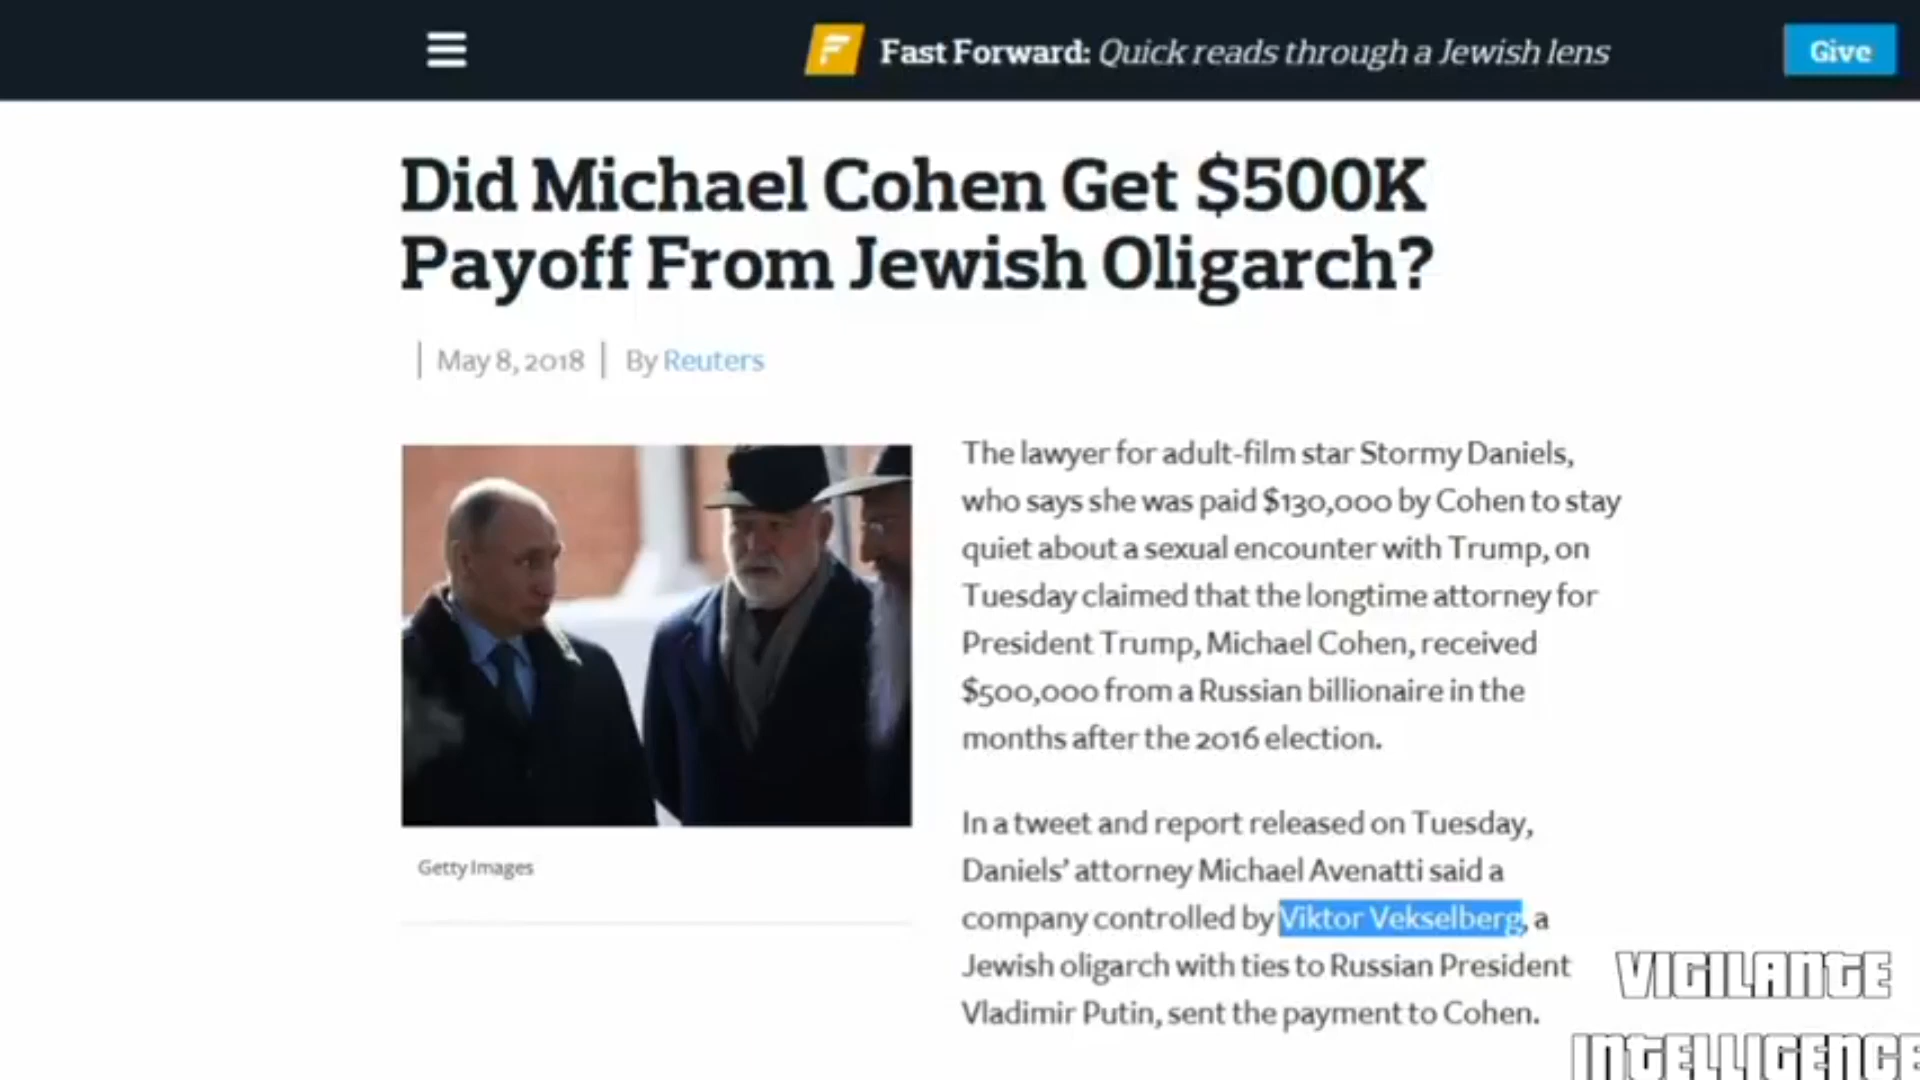 Fast Forward: Quick reads through a Jewish lens
Give
Did Michael Cohen Get $500K
Payoff From Jewish Oligarch?
May 8, 2018 | By Reuters
The lawyer for adult-film star Stormy Daniels,
who says she was paid $130,000 by Cohen to stay
quiet about a sexual encounter with Trump, on
Tuesday claimed that the longtime attorney for
President Trump, Michael Cohen, received
$500,000 from a Russian billionaire in the
months after the 2016 election.
In a tweet and report released on Tuesday,
Daniels’ attorney Michael Avenatti said a
company controlled by Viktor Vekselberg, a
Jewish oligarch with ties to Russian President
Vladimir Putin, sent the payment to Cohen.
Getty Images
VIGILANTE
INTELLIGENCE